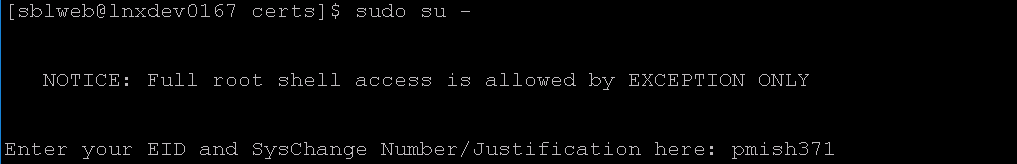 [sblweb@lnxdev0167 certs]$ sudo su -
NOTICE: Full root shell access is allowed by EXCEPTION ONLY
Enter your EID and SysChange Number/Justification here: pmish371